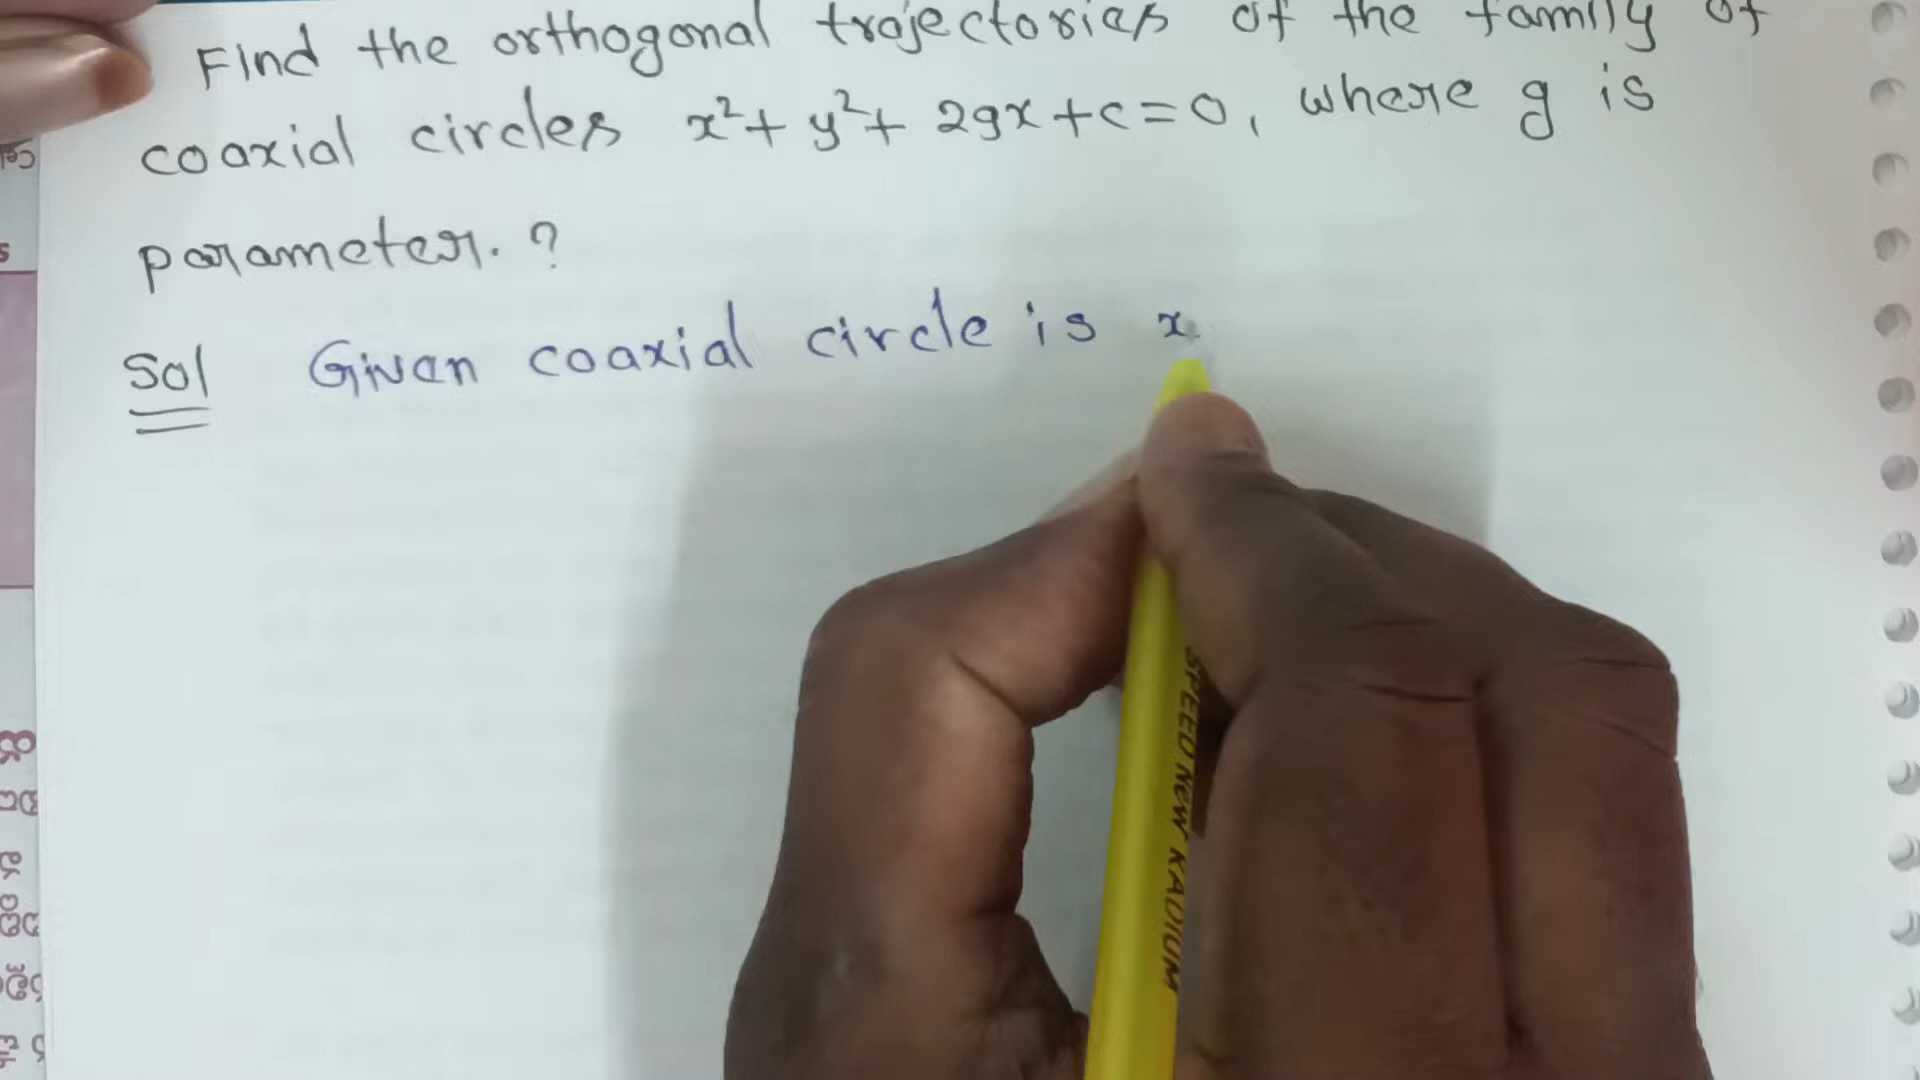 Find the orthogonal trajectories of the family of
coaxial circles x²+ y²+ 2gx+c=0, where g is
parameter. ?
Sol Given coaxial circle is x
SPEED NEW KADIUM